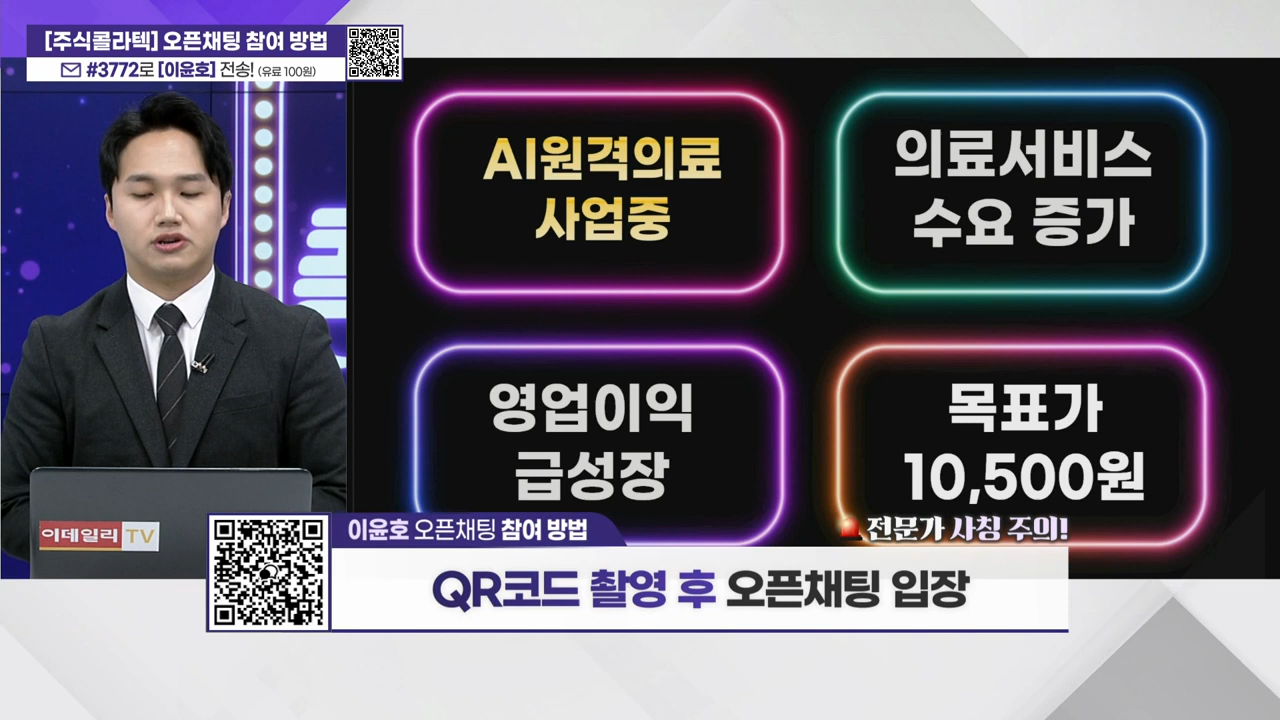 [주식콜라텍] 오픈채팅 참여 방법
#3772로 [이윤호] 전송! (유료 100원)
AI원격의료
사업중
의료서비스
수요 증가
영업이익
급성장
목표가
10,500원
이데일리 TV
이윤호 오픈채팅 참여 방법
전문가 사칭 주의!
QR코드 촬영 후 오픈채팅 입장